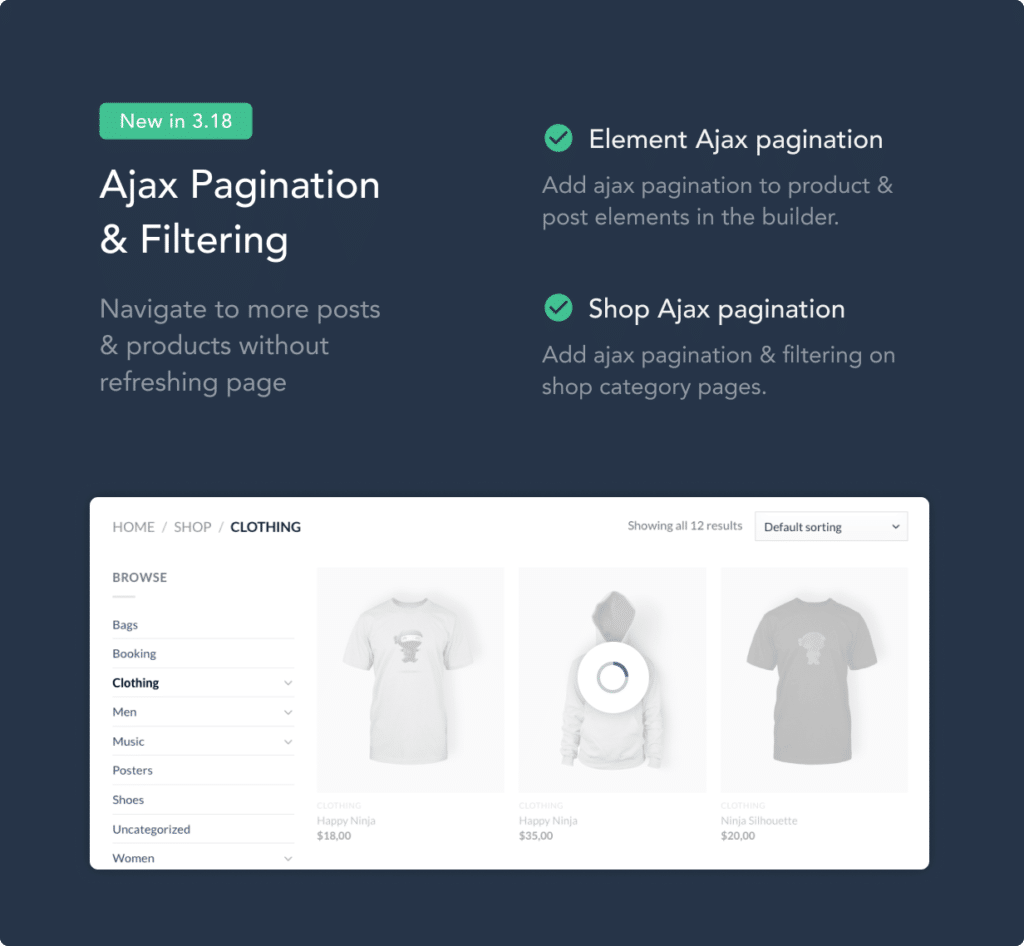 New in 3.18
Ajax Pagination
& Filtering
Navigate to more posts
& products without
refreshing page
Element Ajax pagination
Add ajax pagination to product &
post elements in the builder.
Shop Ajax pagination
Add ajax pagination & filtering on
shop category pages.
HOME / SHOP / CLOTHING
Showing all 12 results
Default sorting
BROWSE
Bags
Booking
Clothing
Men
Music
Posters
Shoes
Uncategorized
Women
CLOTHING
Happy Ninja
$18,00
CLOTHING
Happy Ninja
$35,00
CLOTHING
Ninja Silhouette
$20,00